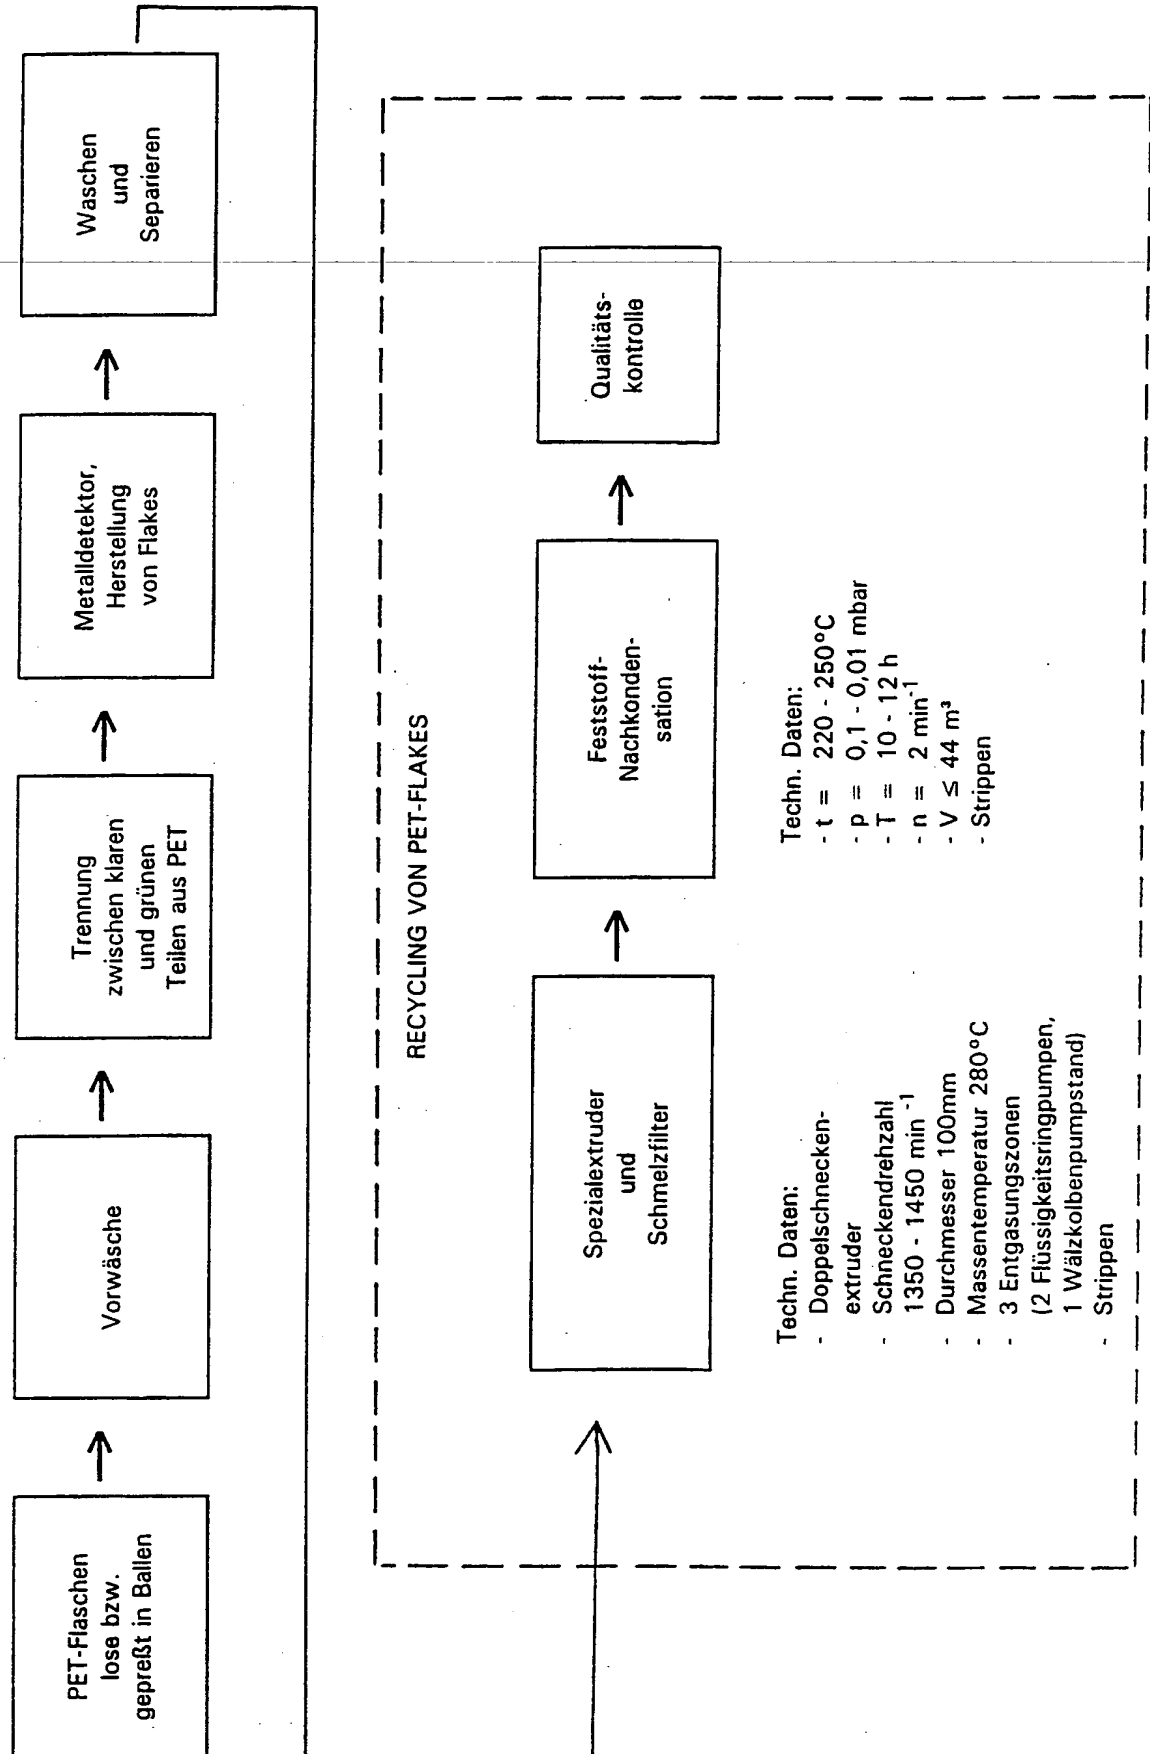 PET-Flaschen
lose bzw.
gepreßt in Ballen
Vorwäsche
Trennung
zwischen klaren
und grünen
Teilen aus PET
Metalldetektor,
Herstellung
von Flakes
Waschen
und
Separieren
RECYCLING VON PET-FLAKES
Spezialextruder
und
Schmelzfilter
Feststoff-
Nachkonden-
sation
Qualitäts-
kontrolle
Techn. Daten:
- Doppelschnecken-
extruder
- Schneckendrehzahl
1350 - 1450 min⁻¹
- Durchmesser 100mm
- Massentemperatur 280°C
- 3 Entgasungszonen
(2 Flüssigkeitsringpumpen,
1 Wälzkolbenpumpstand)
- Strippen
Techn. Daten:
- t = 220 - 250°C
- p = 0,1 - 0,01 mbar
- T = 10 - 12 h
- n = 2 min⁻¹
- V ≤ 44 m³
- Strippen